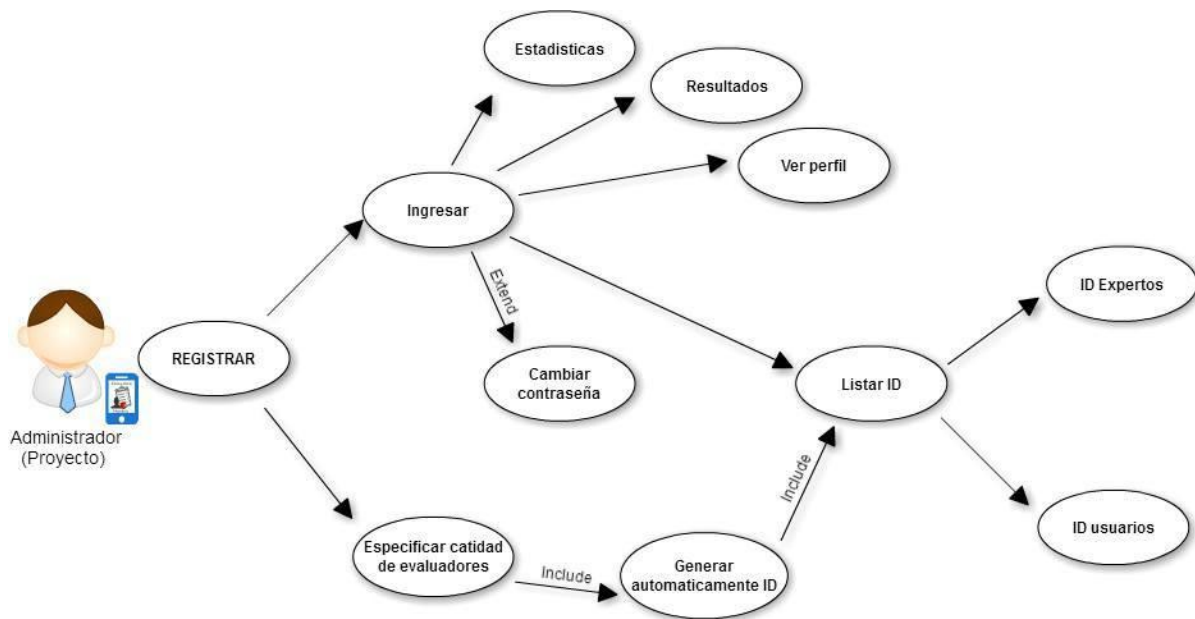 Estadisticas
Resultados
Ver perfil
Ingresar
Extend
ID Expertos
REGISTRAR
Cambiar
contraseña
Listar ID
Administrador
(Proyecto)
Include
ID usuarios
Especificar catidad
de evaluadores
Include
Generar
automaticamente ID